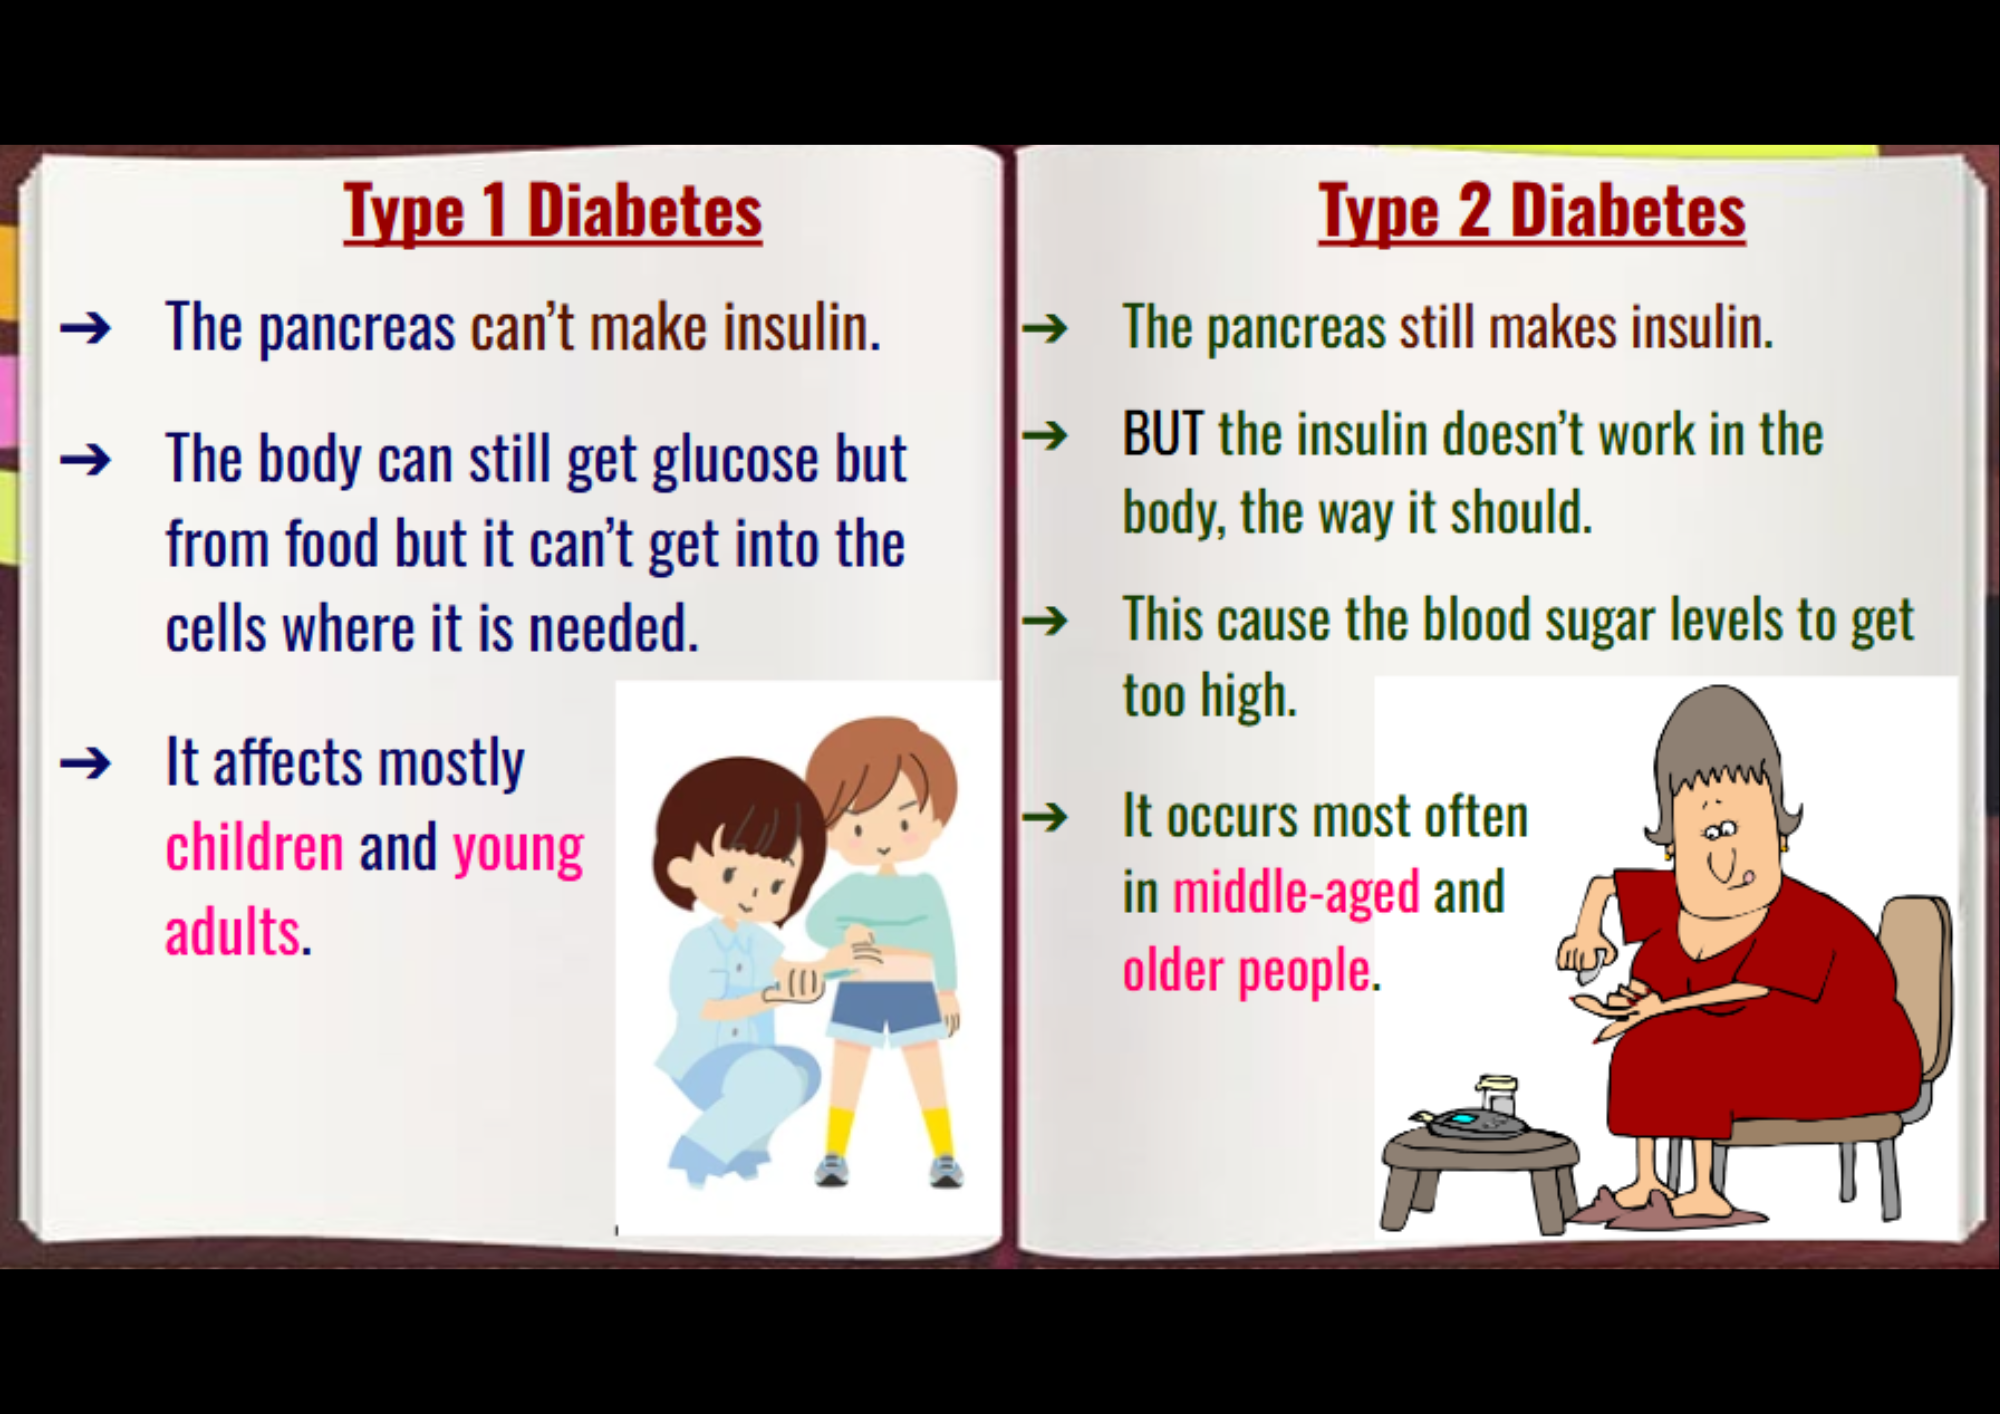 Type 1 Diabetes
➔ The pancreas can't make insulin.
➔ The body can still get glucose but
from food but it can't get into the
cells where it is needed.
➔ It affects mostly
children and young
adults.
Type 2 Diabetes
➔ The pancreas still makes insulin.
➔ BUT the insulin doesn't work in the
body, the way it should.
➔ This cause the blood sugar levels to get
too high.
➔ It occurs most often
in middle-aged and
older people.